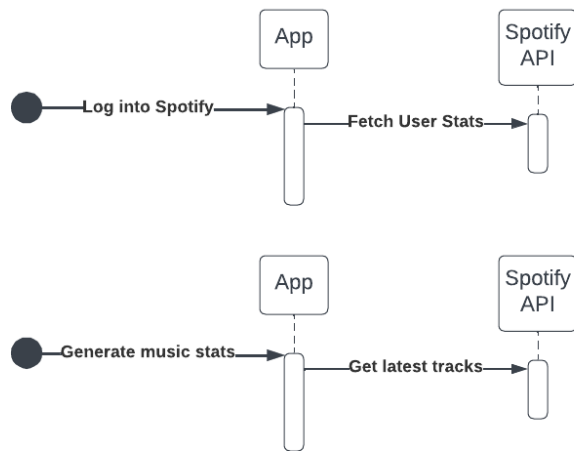 App
Spotify
API
Log into Spotify
Fetch User Stats
App
Spotify
API
Generate music stats
Get latest tracks